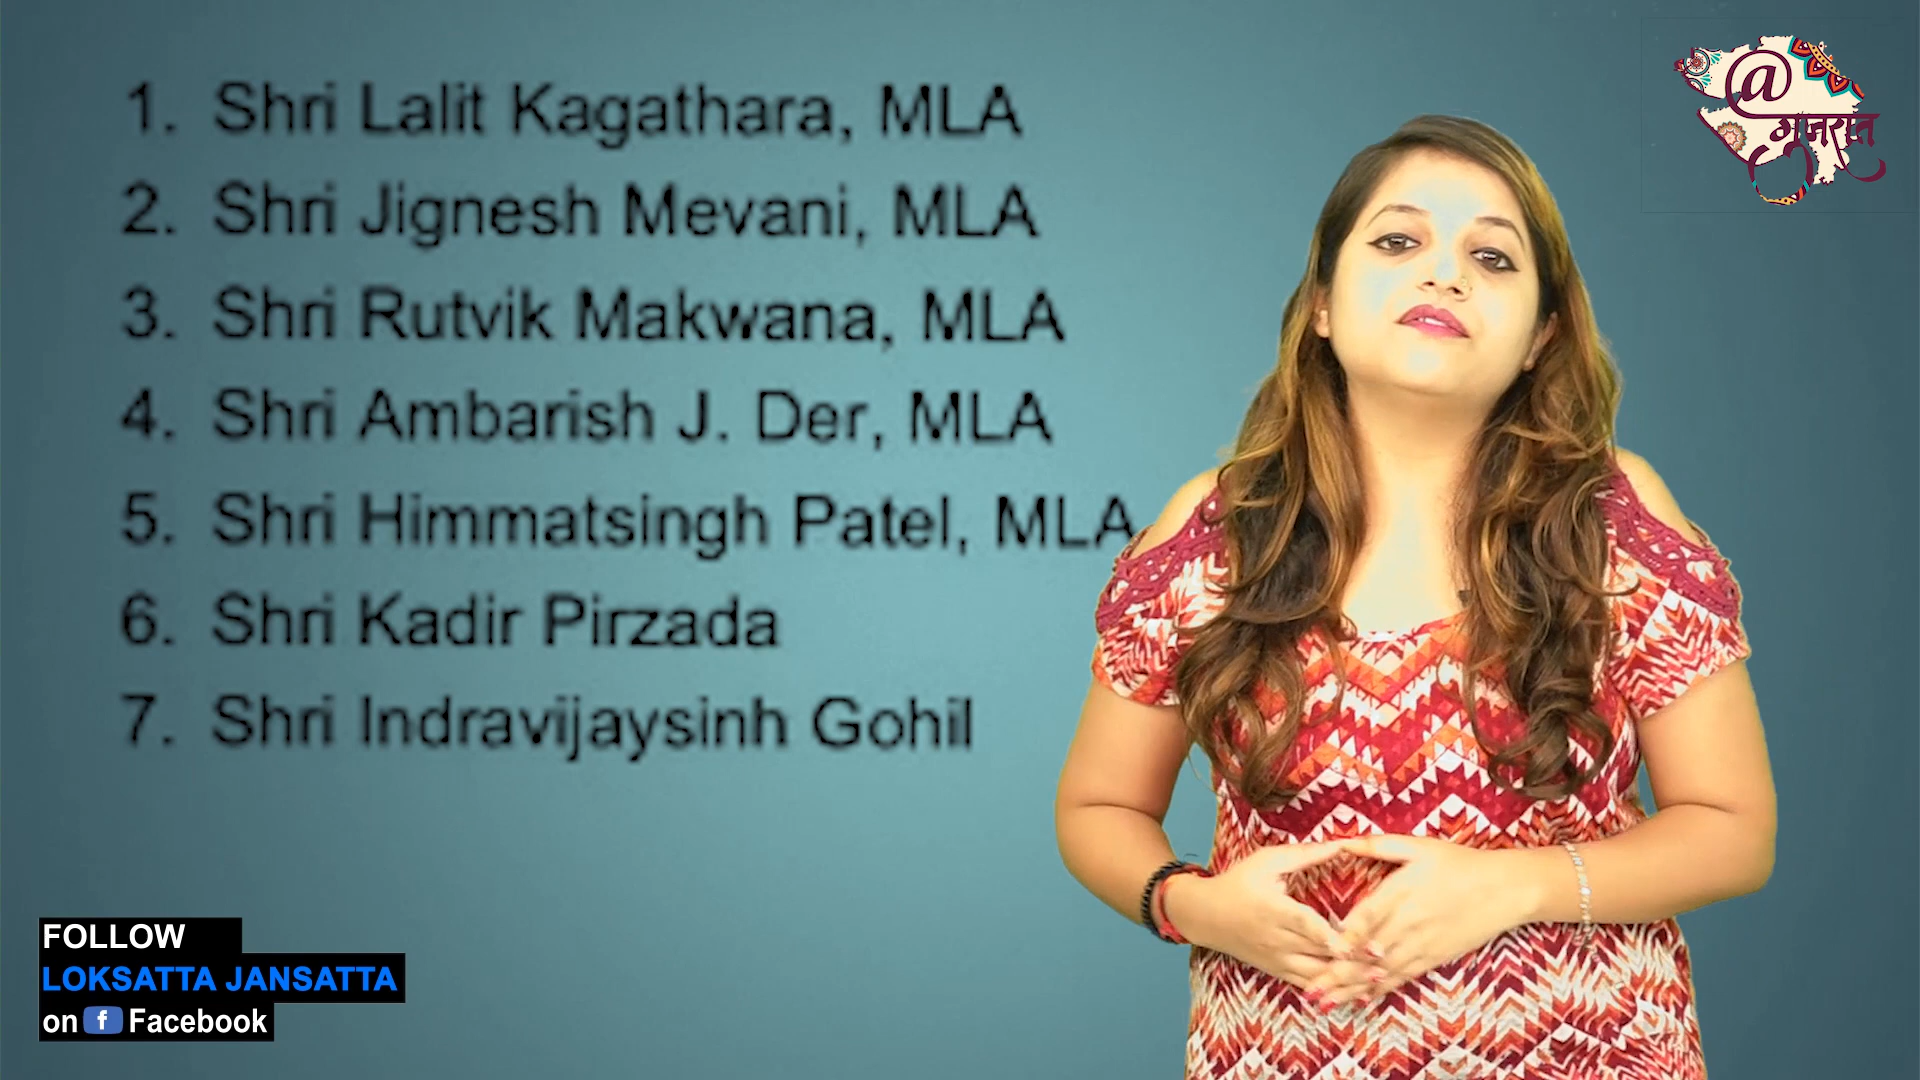 1. Shri Lalit Kagathara, MLA
2. Shri Jignesh Mevani, MLA
3. Shri Rutvik Makwana, MLA
4. Shri Ambarish J. Der, MLA
5. Shri Himmatsingh Patel, MLA
6. Shri Kadir Pirzada
7. Shri Indravijaysinh Gohil
@
गुजरात
FOLLOW
LOKSATTA JANSATTA
on f Facebook